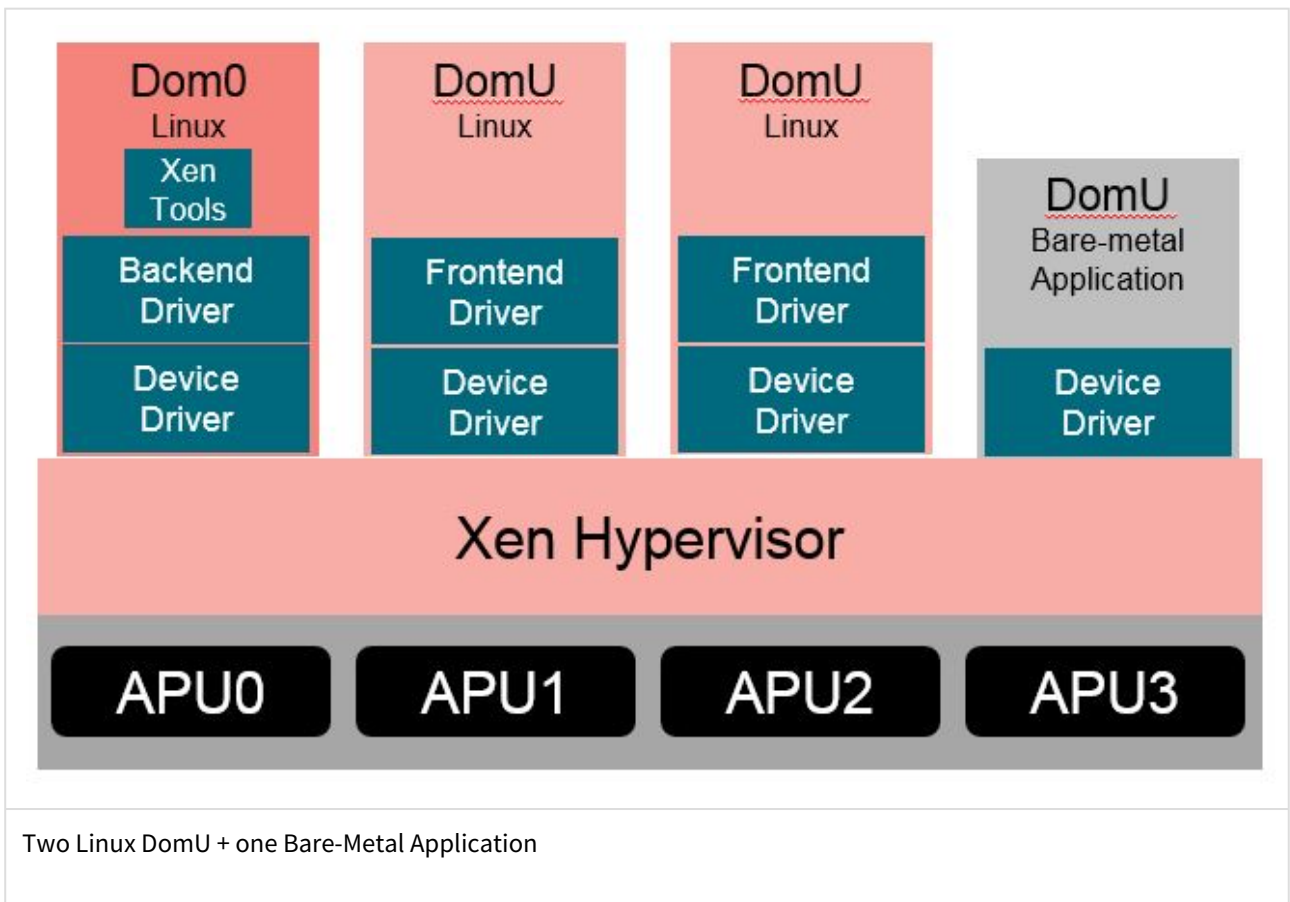 Dom0
Linux
Xen
Tools
Backend
Driver
Device
Driver
DomU
Linux
Frontend
Driver
Device
Driver
DomU
Linux
Frontend
Driver
Device
Driver
DomU
Bare-metal
Application
Device
Driver
Xen Hypervisor
APU0
APU1
APU2
APU3
Two Linux DomU + one Bare-Metal Application